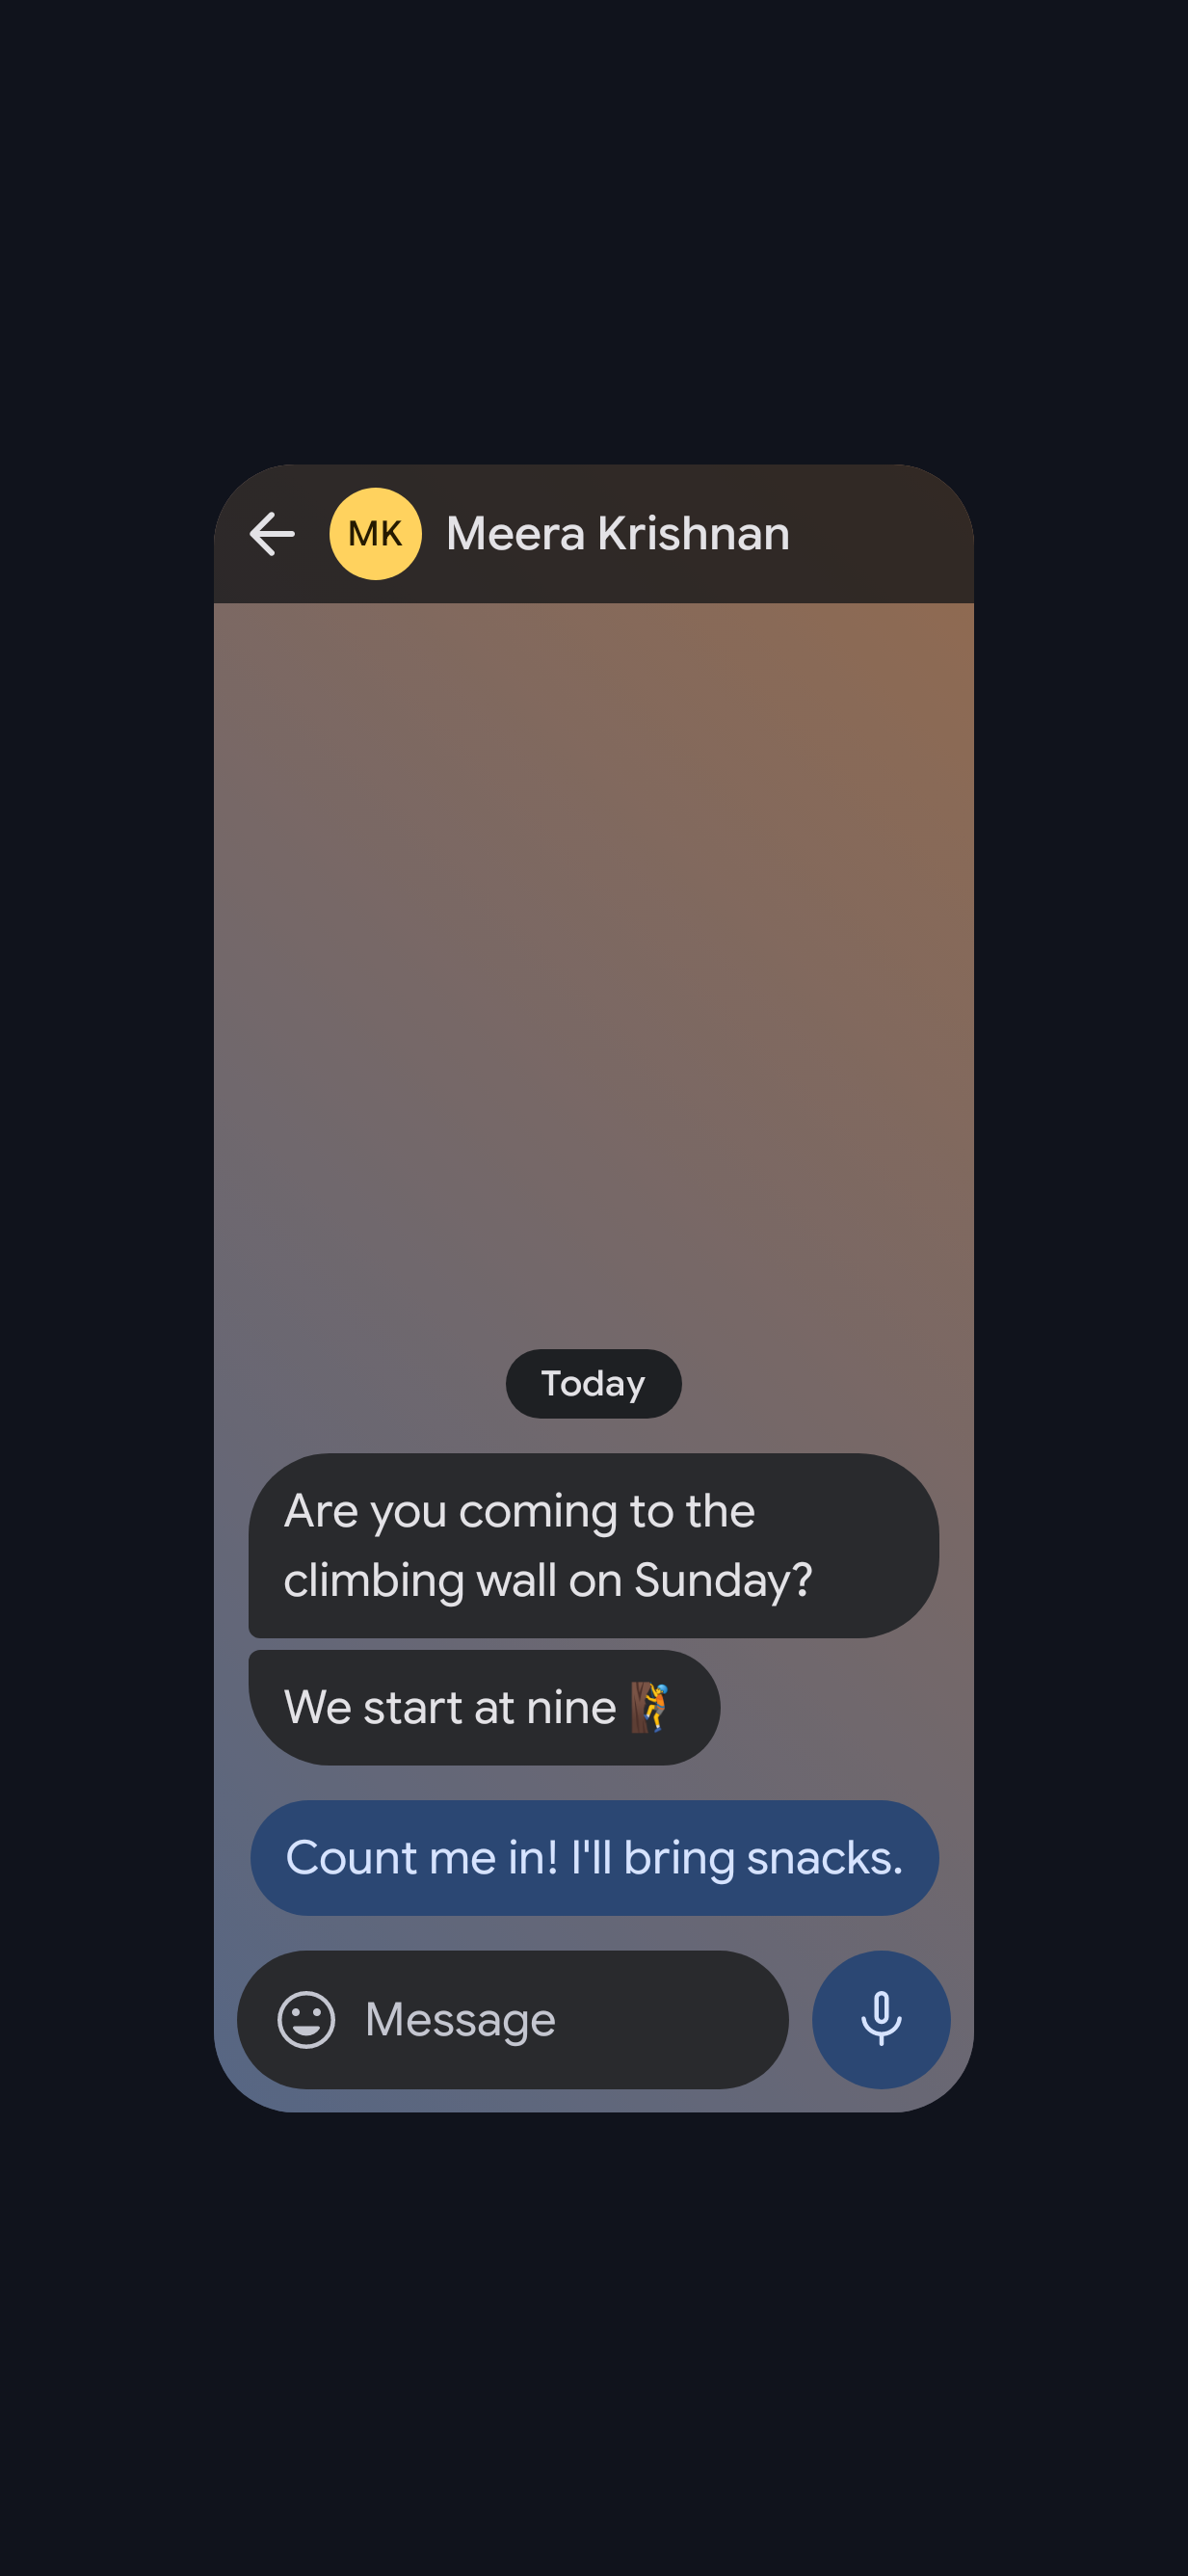 MK
Meera Krishnan
Today
Are you coming to the
climbing wall on Sunday?
We start at nine 🧗
Count me in! I'll bring snacks.
Message